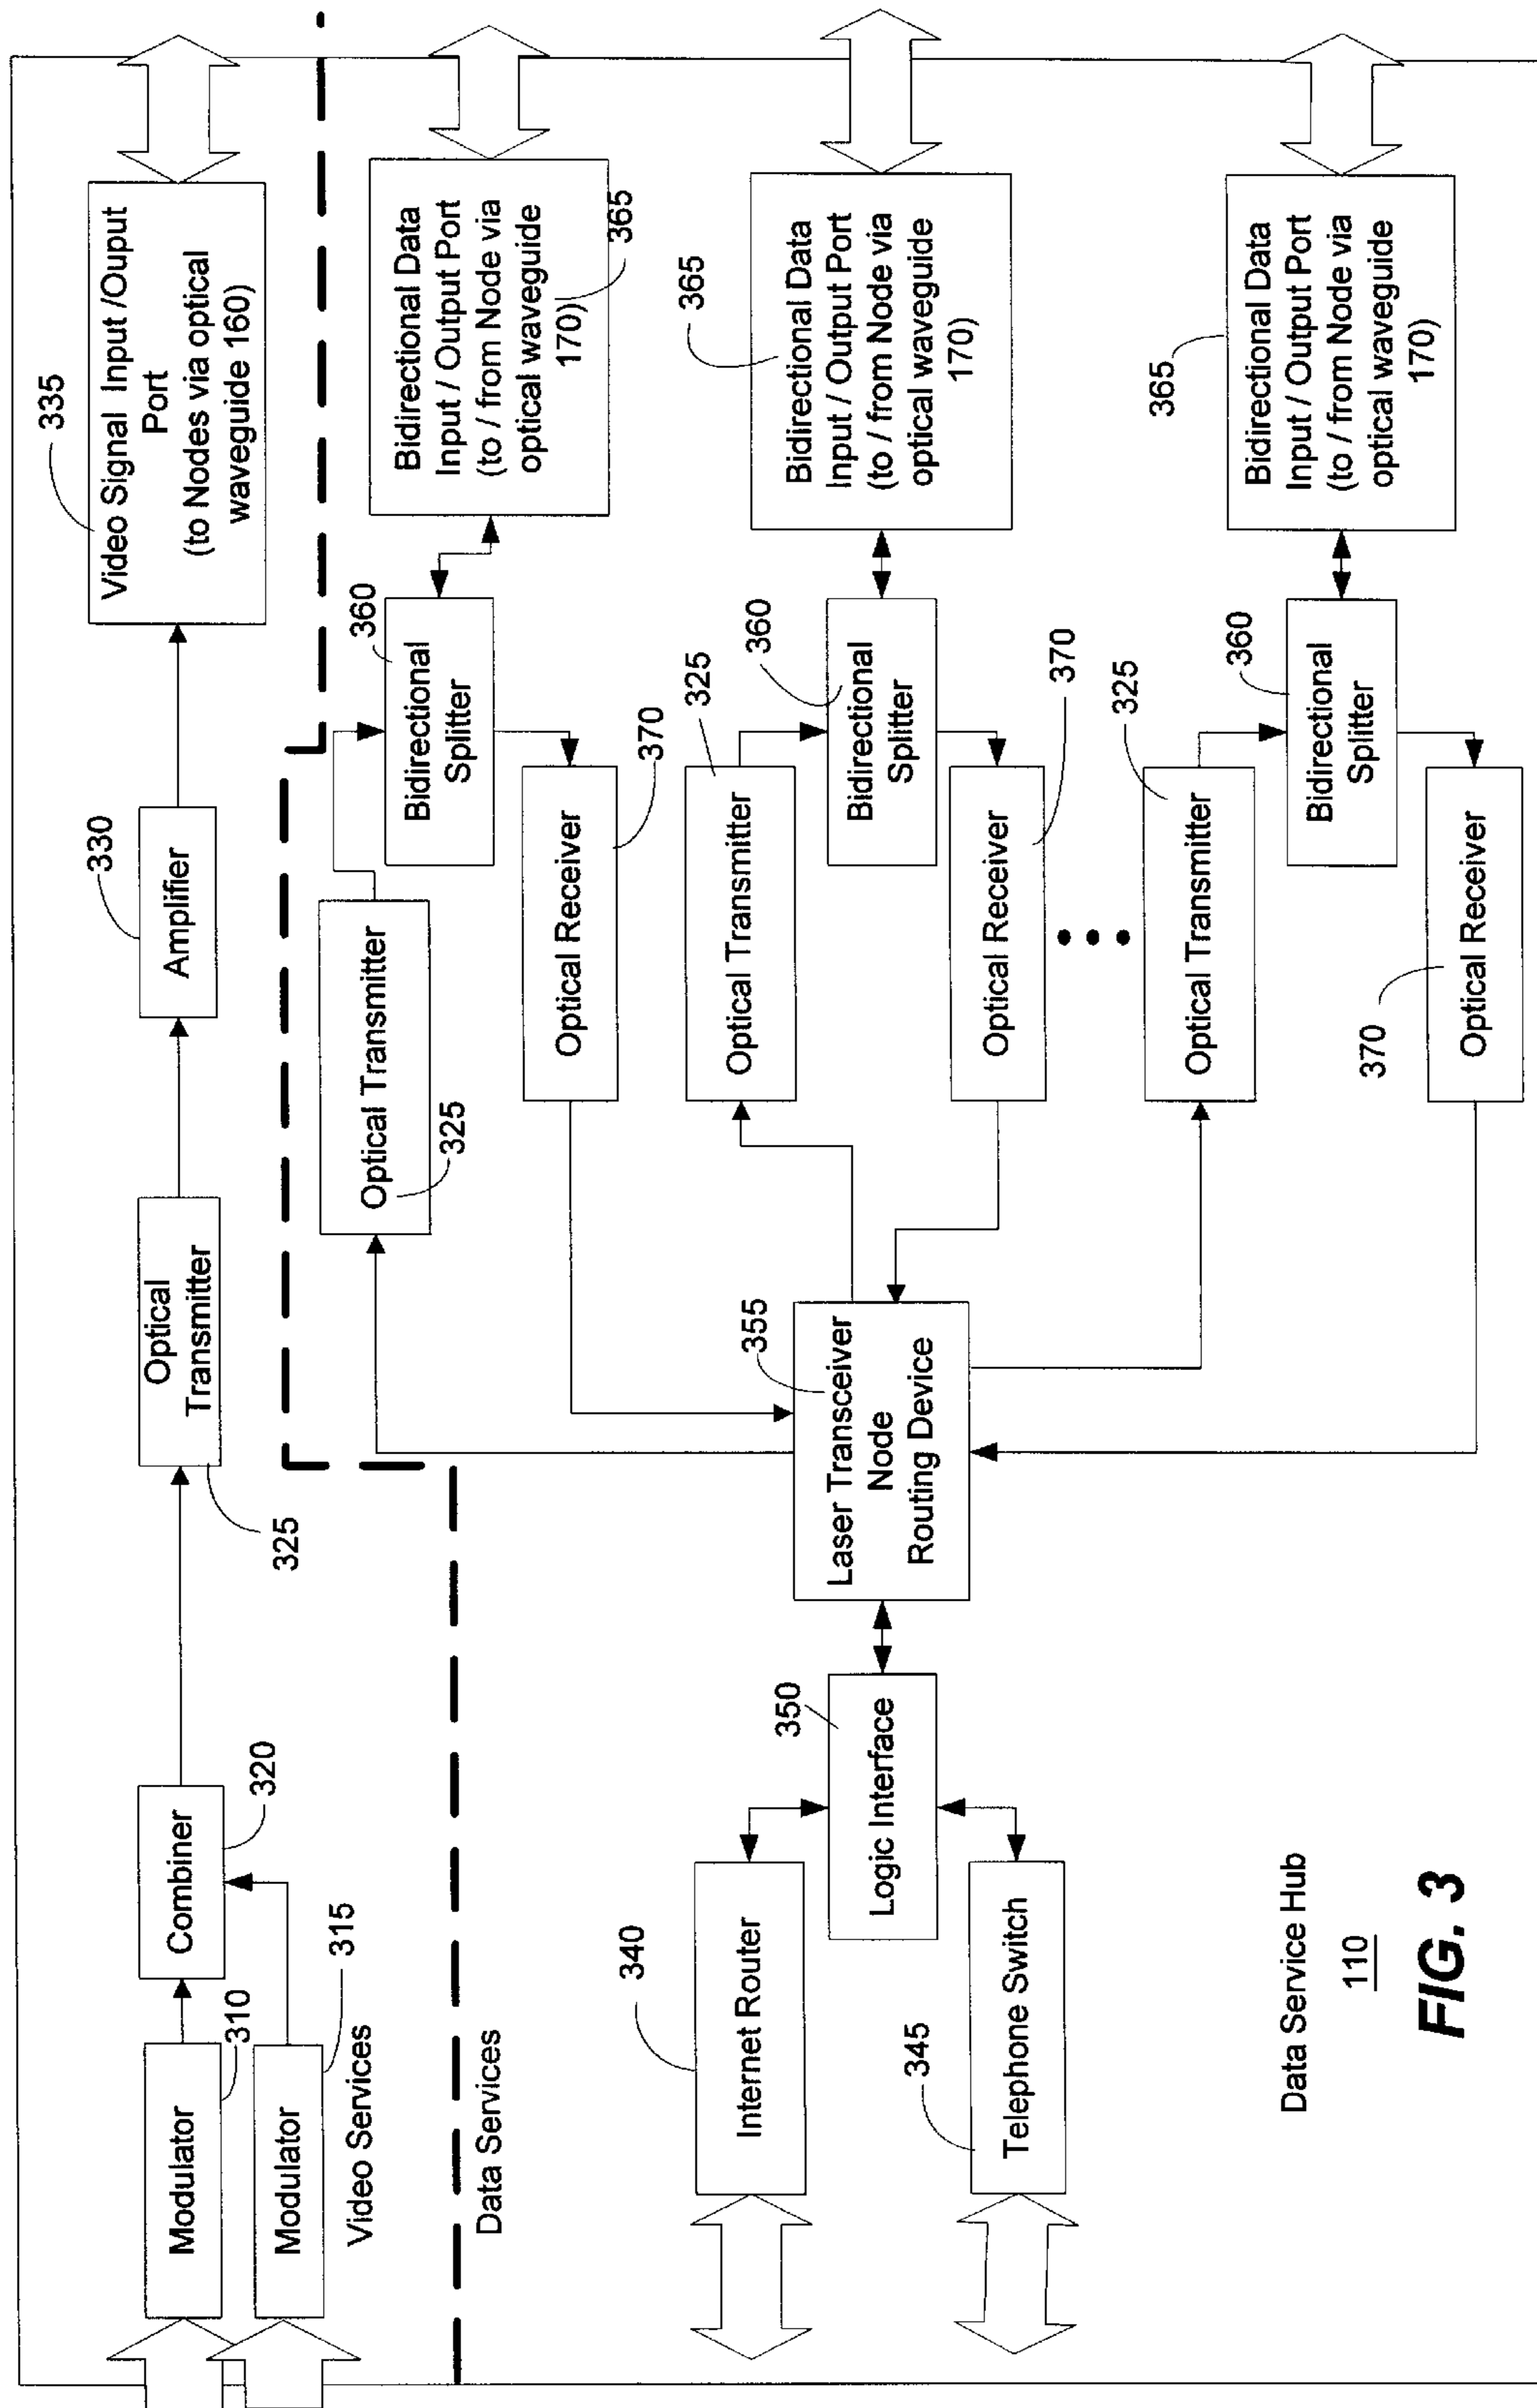 310
Modulator
Modulator
315
Video Services
Combiner
320
Optical
Transmitter
325
330
Amplifier
335
Video Signal Input /Ouput
Port
(to Nodes via optical
waveguide 160)
Data Services
340
Internet Router
345
Telephone Switch
350
Logic Interface
355
Laser Transceiver
Node
Routing Device
Optical Transmitter
325
360
Bidirectional
Splitter
Optical Receiver
370
Bidirectional Data
Input / Output Port
(to / from Node via
optical waveguide
170)
365
325
Optical Transmitter
360
Bidirectional
Splitter
Optical Receiver
370
365
Bidirectional Data
Input / Output Port
(to / from Node via
optical waveguide
170)
325
Optical Transmitter
360
Bidirectional
Splitter
370
Optical Receiver
365
Bidirectional Data
Input / Output Port
(to / from Node via
optical waveguide
170)
Data Service Hub
110
FIG. 3